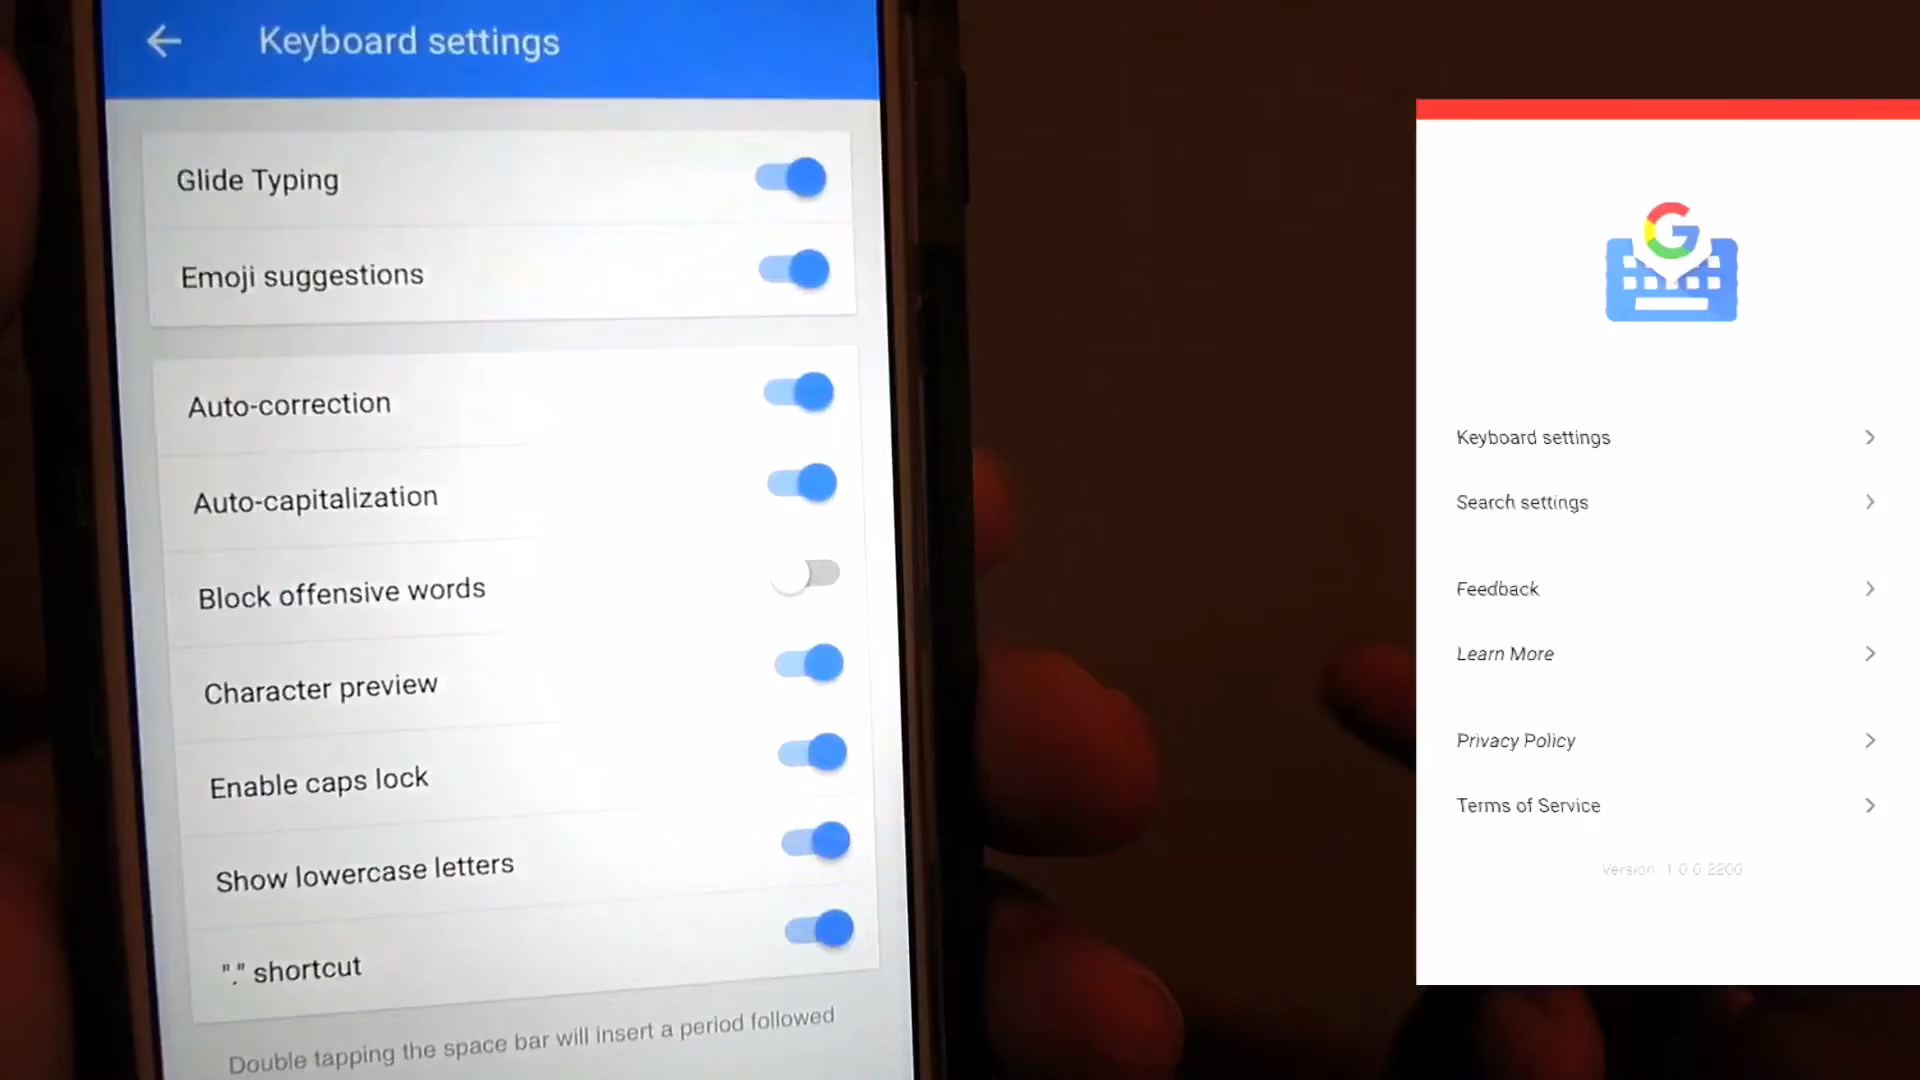 Keyboard settings
Glide Typing
Emoji suggestions
Auto-correction
Auto-capitalization
Block offensive words
Character preview
Enable caps lock
Show lowercase letters
"." shortcut
Double tapping the space bar will insert a period followed
G
Keyboard settings
Search settings
Feedback
Learn More
Privacy Policy
Terms of Service
Version 1.0.0.2200